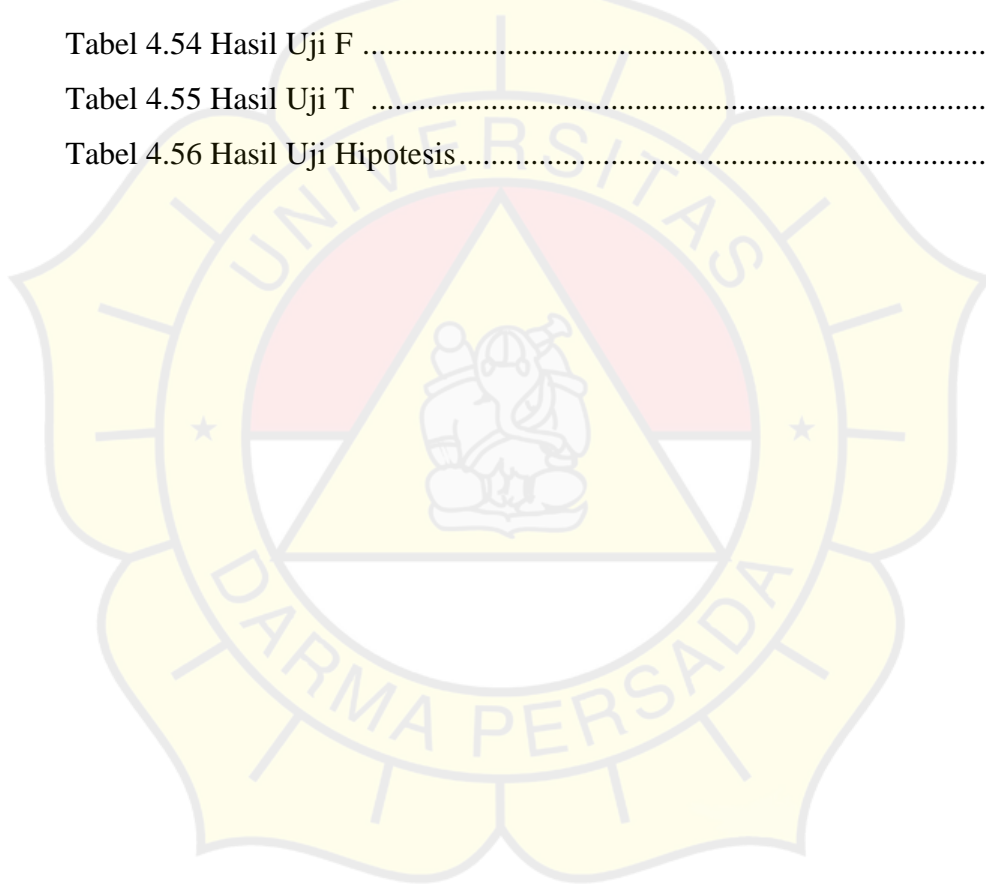 Tabel 4.54 Hasil Uji F ................................................................................
Tabel 4.55 Hasil Uji T ................................................................................
Tabel 4.56 Hasil Uji Hipotesis................................................................................
UNIVERSITAS
DARMA PERSADA